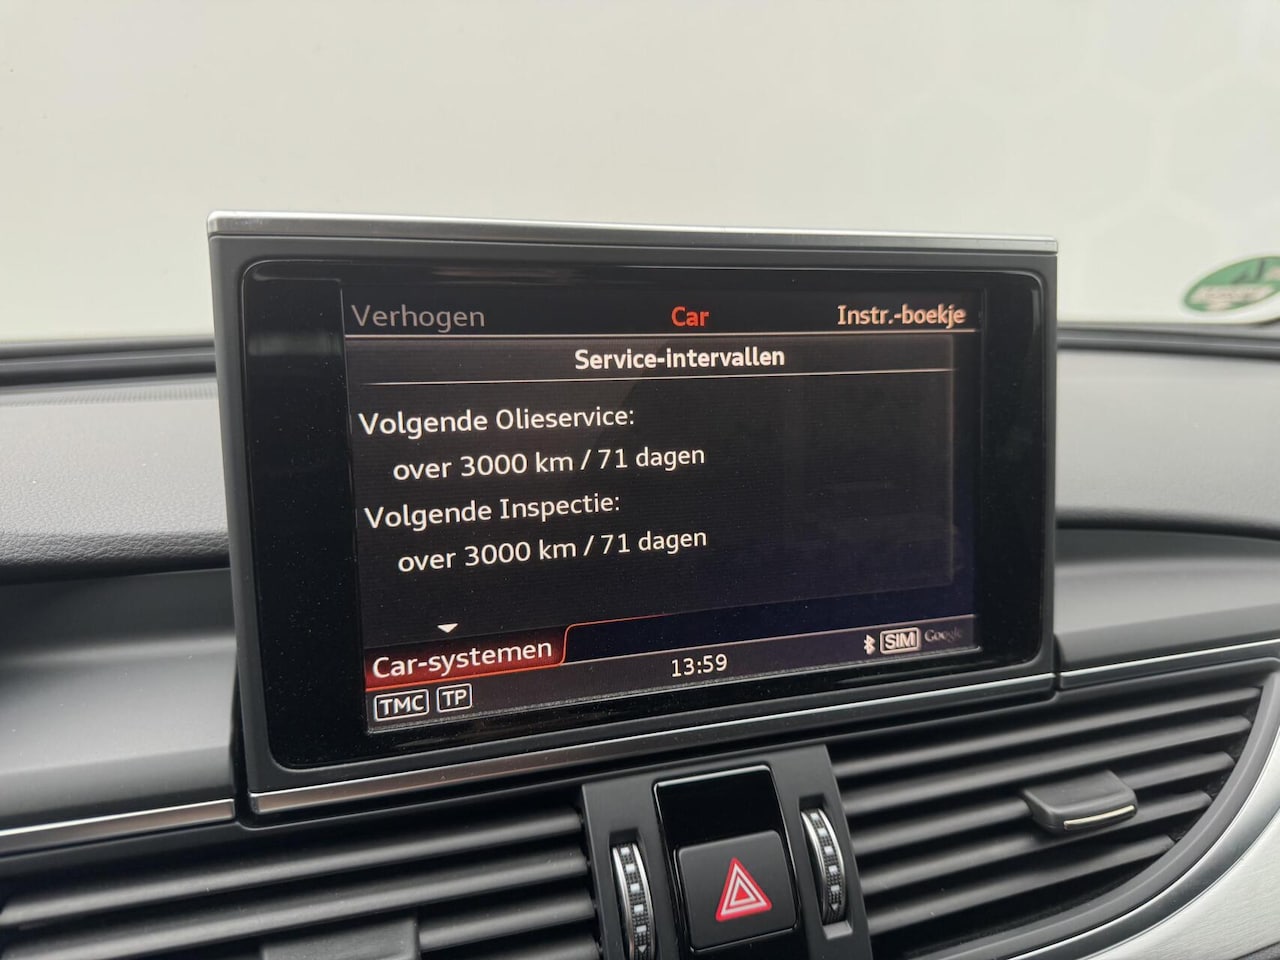 Verhogen Car Instr.-boekje
Service-intervallen
Volgende Olieservice:
over 3000 km / 71 dagen
Volgende Inspectie:
over 3000 km / 71 dagen
Car-systemen
13:59
SIM Google
TMC TP